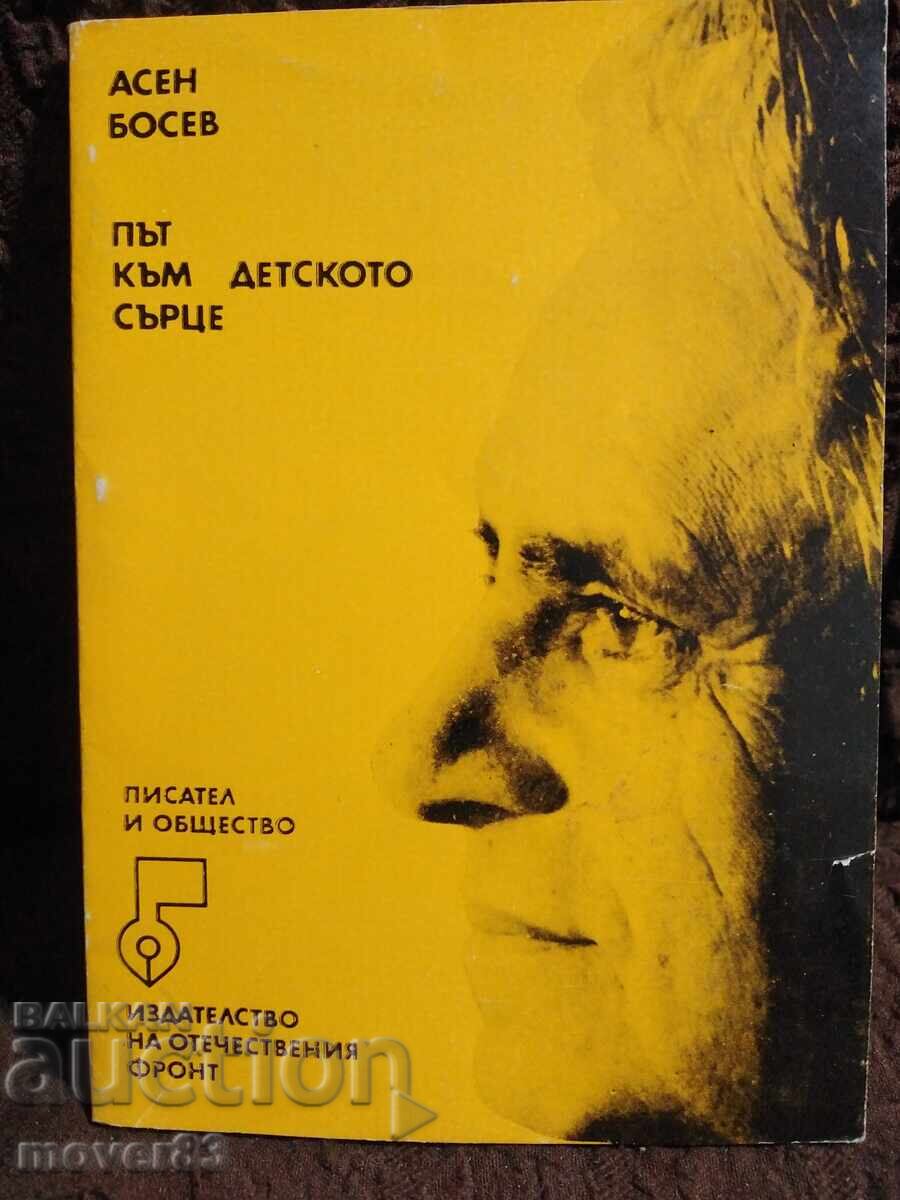 АСЕН
БОСЕВ
ПЪТ
КЪМ ДЕТСКОТО
СЪРЦЕ
ПИСАТЕЛ
И ОБЩЕСТВО
ИЗДАТЕЛСТВО
НА ОТЕЧЕСТВЕНИЯ
ФРОНТ
BALKAN
auction
mover83